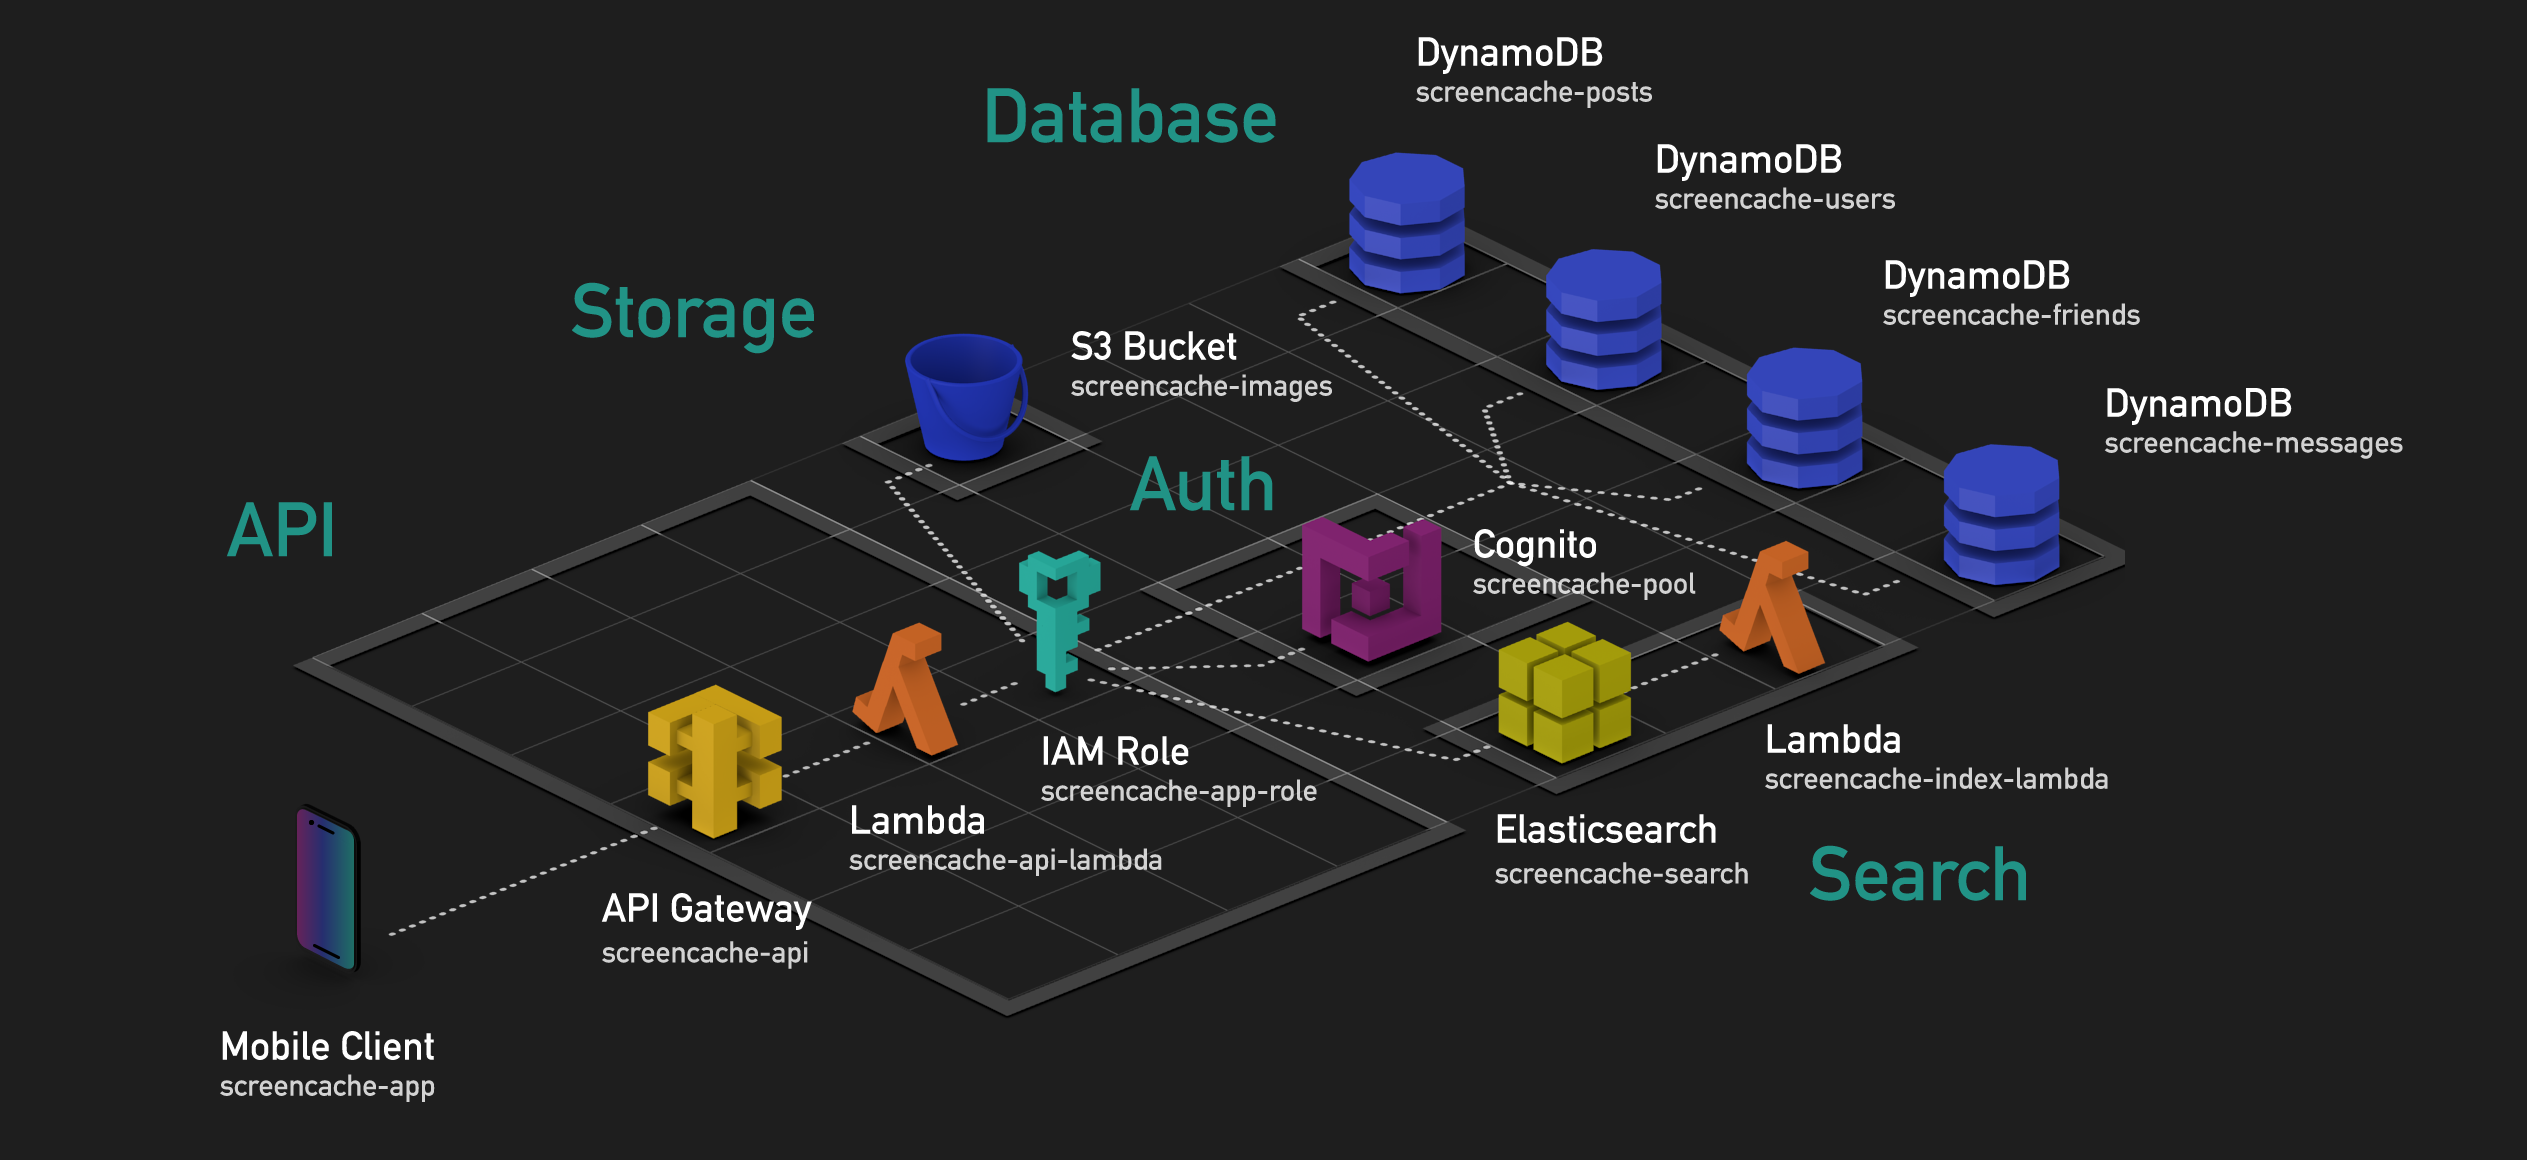 DynamoDB
screencache-posts
Database
DynamoDB
screencache-users
DynamoDB
screencache-friends
Storage
S3 Bucket
screencache-images
DynamoDB
screencache-messages
Auth
API
Cognito
screencache-pool
IAM Role
screencache-app-role
Lambda
screencache-index-lambda
Lambda
screencache-api-lambda
Elasticsearch
screencache-search
Search
API Gateway
screencache-api
Mobile Client
screencache-app